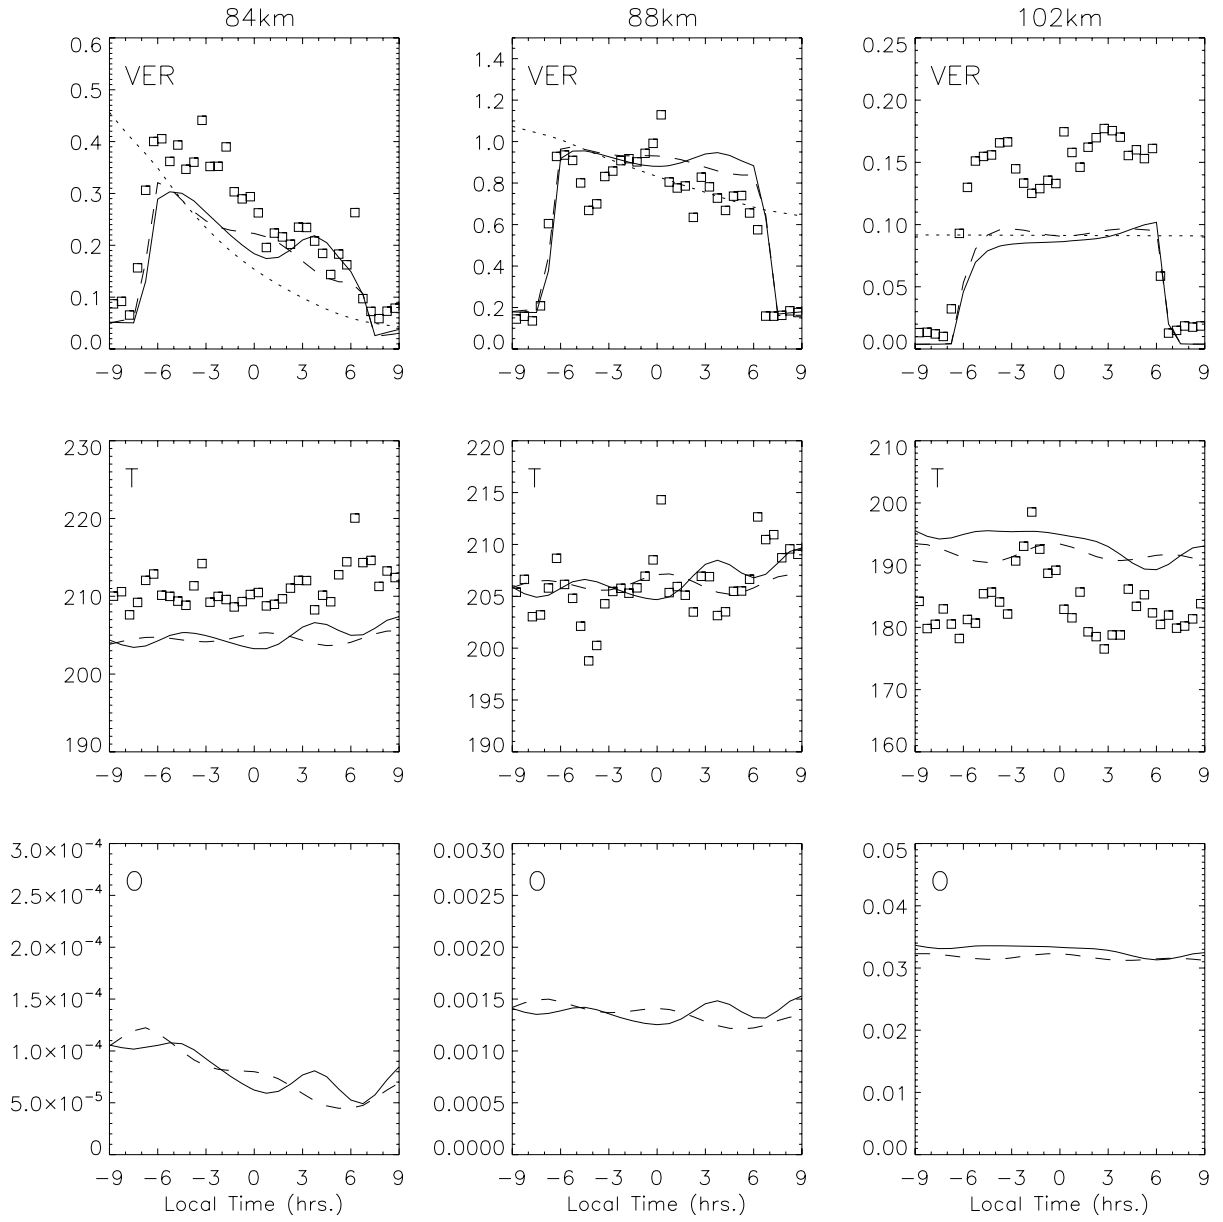 84km 88km 102km
VER VER VER
0.6 1.4 0.25
0.5 1.2 0.20
0.4 1.0 0.15
0.3 0.8 0.10
0.2 0.6 0.05
0.1 0.4 0.00
0.0 0.2
0.0
−9 −6 −3 0 3 6 9 −9 −6 −3 0 3 6 9 −9 −6 −3 0 3 6 9
T T T
230 220 210
220 215 200
210 210 190
200 205 180
190 200 170
195 160
190
−9 −6 −3 0 3 6 9 −9 −6 −3 0 3 6 9 −9 −6 −3 0 3 6 9
O O O
3.0×10⁻⁴ 0.0030 0.05
2.5×10⁻⁴ 0.0025 0.04
2.0×10⁻⁴ 0.0020 0.03
1.5×10⁻⁴ 0.0015 0.02
1.0×10⁻⁴ 0.0010 0.01
5.0×10⁻⁵ 0.0005 0.00
0 0.0000
−9 −6 −3 0 3 6 9 −9 −6 −3 0 3 6 9 −9 −6 −3 0 3 6 9
Local Time (hrs.) Local Time (hrs.) Local Time (hrs.)